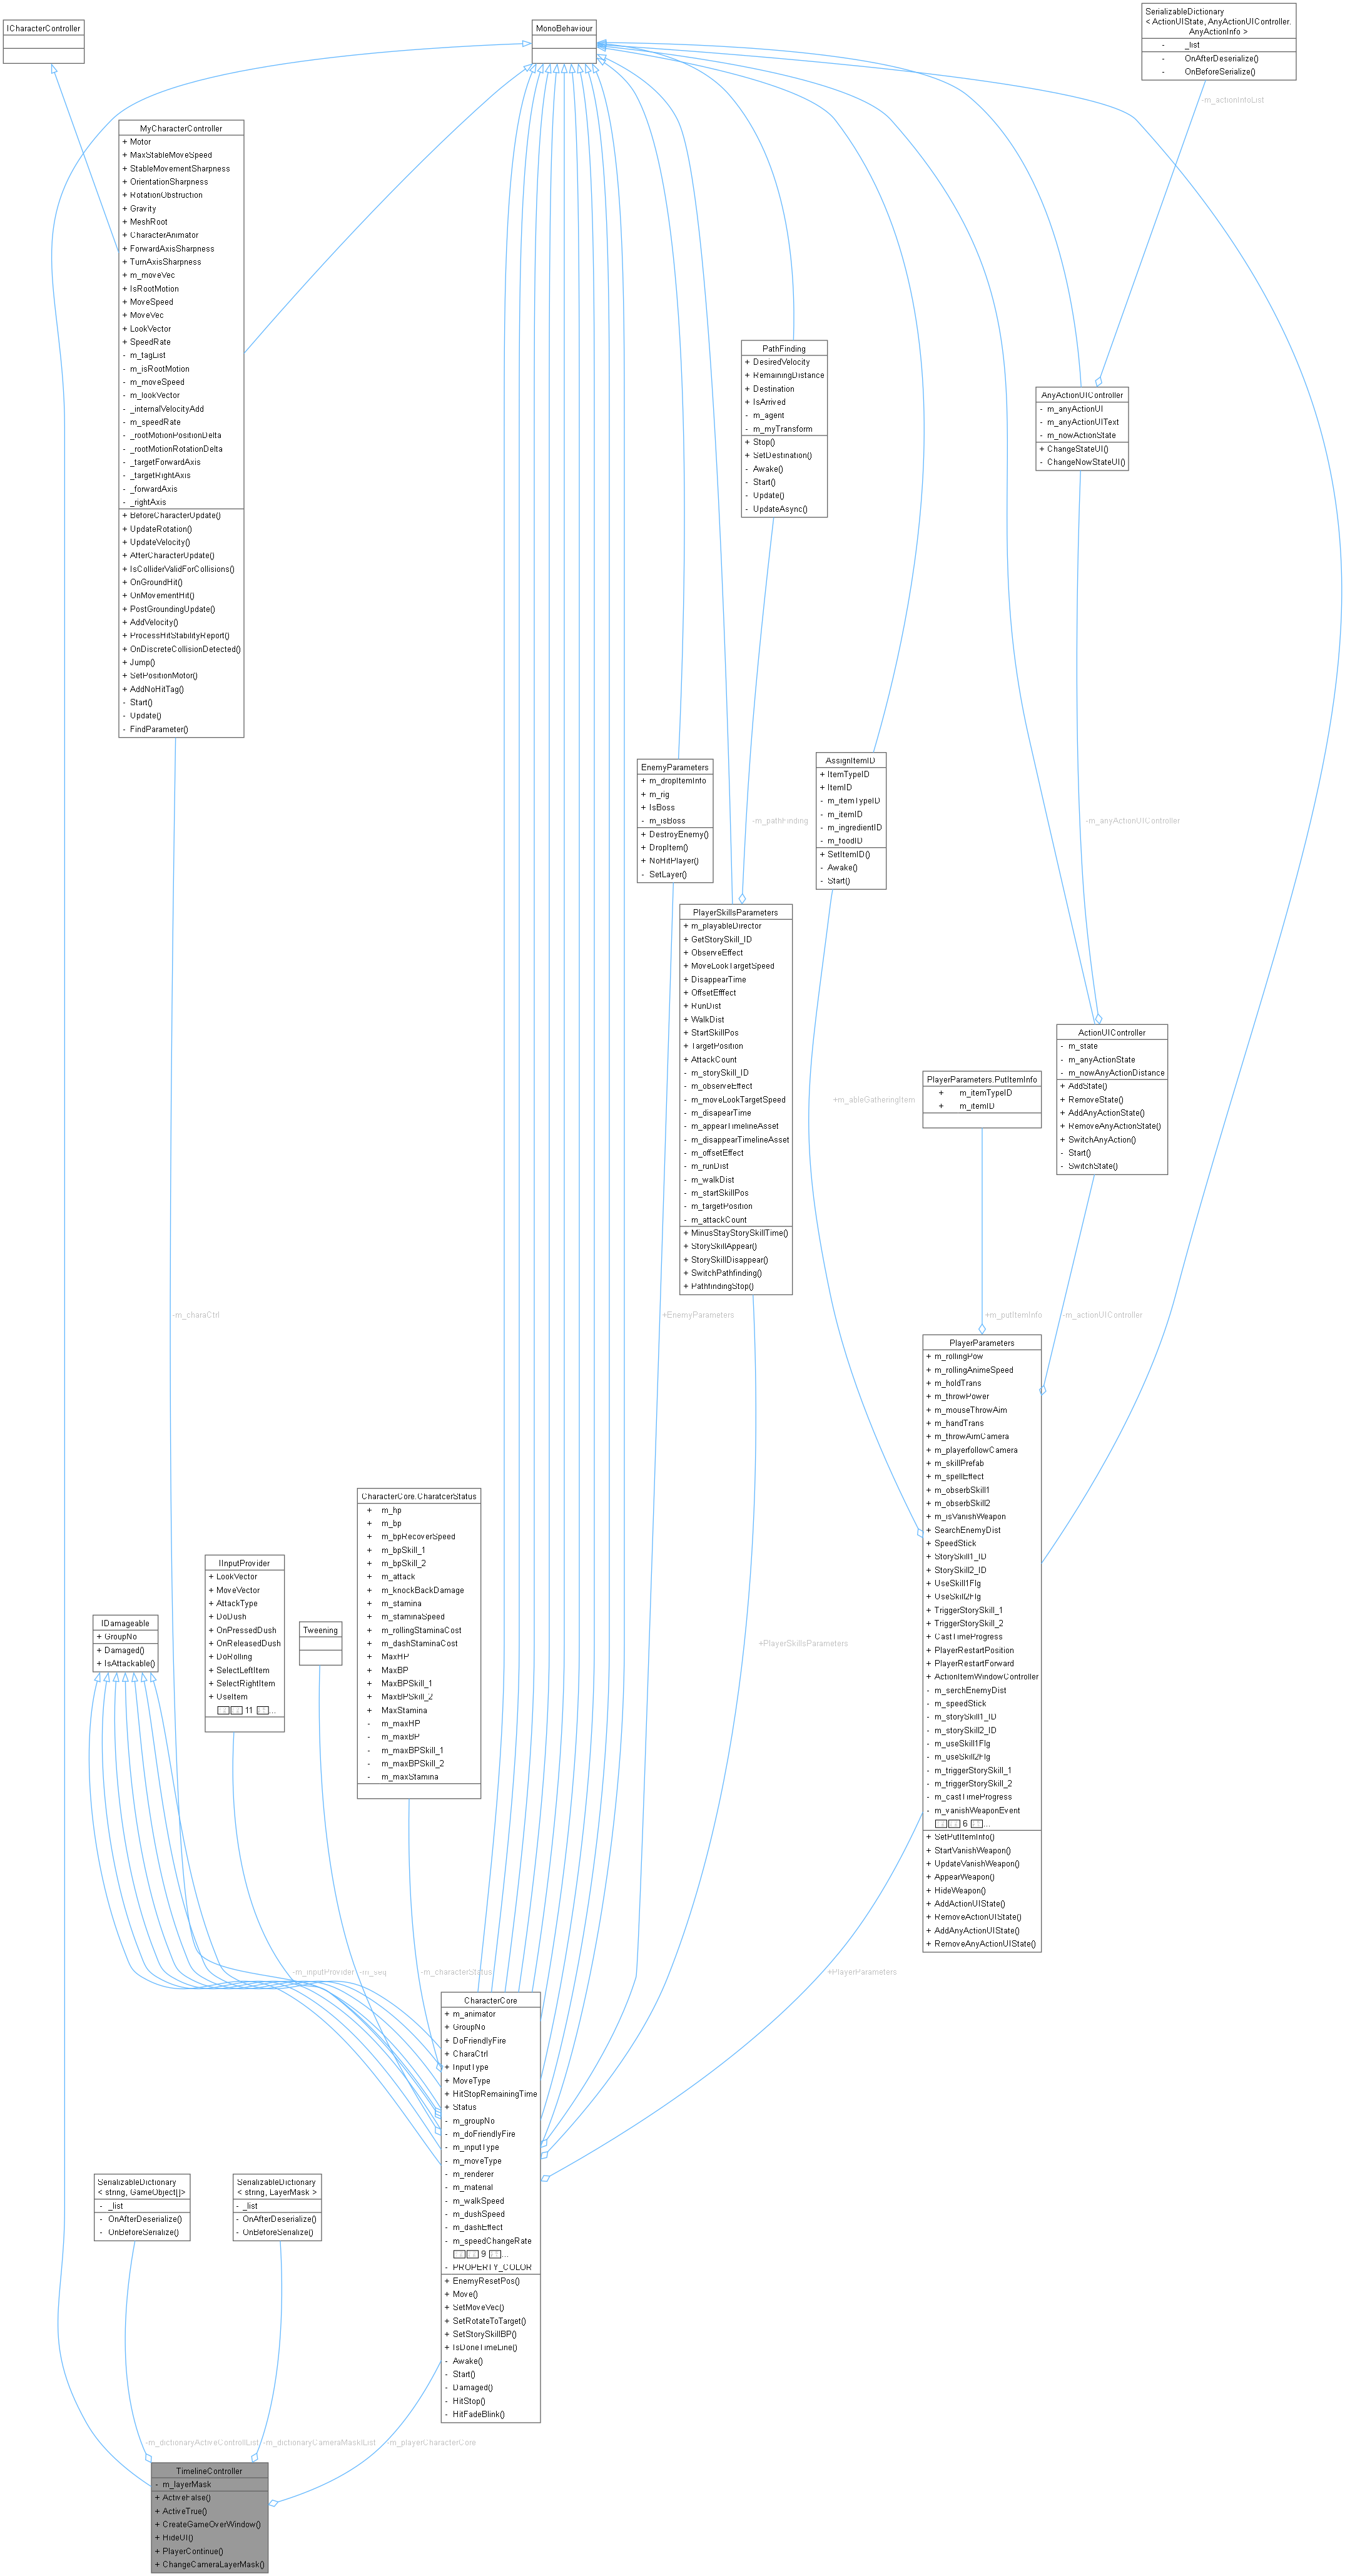 ICharacterController
MonoBehaviour
SerializableDictionary
< ActionUIState, AnyActionUIController.
AnyActionInfo >
- _list
- OnAfterDeserialize()
- OnBeforeSerialize()
-m_actionInfoList
MyCharacterController
+ Motor
+ MaxStableMoveSpeed
+ StableMovementSharpness
+ OrientationSharpness
+ RotationObstruction
+ Gravity
+ MeshRoot
+ CharacterAnimator
+ ForwardAxisSharpness
+ TurnAxisSharpness
+ m_moveVec
+ IsRootMotion
+ MoveSpeed
+ MoveVec
+ LookVector
+ SpeedRate
- m_tagList
- m_isRootMotion
- m_moveSpeed
- m_lookVector
- _internalVelocityAdd
- m_speedRate
- _rootMotionPositionDelta
- _rootMotionRotationDelta
- _targetForwardAxis
- _targetRightAxis
- _forwardAxis
- _rightAxis
+ BeforeCharacterUpdate()
+ UpdateRotation()
+ UpdateVelocity()
+ AfterCharacterUpdate()
+ IsColliderValidForCollisions()
+ OnGroundHit()
+ OnMovementHit()
+ PostGroundingUpdate()
+ AddVelocity()
+ ProcessHitStabilityReport()
+ OnDiscreteCollisionDetected()
+ Jump()
+ SetPositionMotor()
+ AddNoHitTag()
- Start()
- Update()
- FindParameter()
PathFinding
+ DesiredVelocity
+ RemainingDistance
+ Destination
+ IsArrived
- m_agent
- m_myTransform
+ Stop()
+ SetDestination()
- Awake()
- Start()
- Update()
- UpdateAsync()
AnyActionUIController
- m_anyActionUI
- m_anyActionUIText
- m_nowActionState
+ ChangeStateUI()
- ChangeNowStateUI()
EnemyParameters
+ m_dropItemInfo
+ m_rig
+ IsBoss
- m_isBoss
+ DestroyEnemy()
+ DropItem()
+ NoHitPlayer()
- SetLayer()
-m_pathFinding
AssignItemID
+ ItemTypeID
+ ItemID
- m_itemTypeID
- m_itemID
- m_ingredientID
- m_foodID
+ SetItemID()
- Awake()
- Start()
-m_anyActionUIController
PlayerSkillsParameters
+ m_playableDirector
+ GetStorySkill_ID
+ ObserveEffect
+ MoveLookTargetSpeed
+ DisappearTime
+ OffsetEfffect
+ RunDist
+ WalkDist
+ StartSkillPos
+ TargetPosition
+ AttackCount
- m_storySkill_ID
- m_observeEffect
- m_moveLookTargetSpeed
- m_disapearTime
- m_appearTimelineAsset
- m_disappearTimelineAsset
- m_offsetEffect
- m_runDist
- m_walkDist
- m_startSkillPos
- m_targetPosition
- m_attackCount
+ MinusStayStorySkillTime()
+ StorySkillAppear()
+ StorySkillDisappear()
+ SwitchPathfinding()
+ PathfindingStop()
+m_ableGatheringItem
PlayerParameters.PutItemInfo
+ m_itemTypeID
+ m_itemID
ActionUIController
- m_state
- m_anyActionState
- m_nowAnyActionDistance
+ AddState()
+ RemoveState()
+ AddAnyActionState()
+ RemoveAnyActionState()
+ SwitchAnyAction()
- Start()
- SwitchState()
-m_charaCtrl
+EnemyParameters
+m_putItemInfo
-m_actionUIController
PlayerParameters
+ m_rollingPow
+ m_rollingAnimeSpeed
+ m_holdTrans
+ m_throwPower
+ m_mouseThrowAim
+ m_handTrans
+ m_throwAimCamera
+ m_playerfollowCamera
+ m_skillPrefab
+ m_spellEffect
+ m_obserbSkill1
+ m_obserbSkill2
+ m_isVanishWeapon
+ SearchEnemyDist
+ SpeedStick
+ StorySkill1_ID
+ StorySkill2_ID
+ UseSkill1Flg
+ UseSkill2Flg
+ TriggerStorySkill_1
+ TriggerStorySkill_2
+ CastTimeProgress
+ PlayerRestartPosition
+ PlayerRestartForward
+ ActionItemWindowController
- m_serchEnemyDist
- m_speedStick
- m_storySkill1_ID
- m_storySkill2_ID
- m_useSkill1Flg
- m_useSkill2Flg
- m_triggerStorySkill_1
- m_triggerStorySkill_2
- m_castTimeProgress
- m_vanishWeaponEvent
6 ...
+ SetPutItemInfo()
+ StartVanishWeapon()
+ UpdateVanishWeapon()
+ AppearWeapon()
+ HideWeapon()
+ AddActionUIState()
+ RemoveActionUIState()
+ AddAnyActionUIState()
+ RemoveAnyActionUIState()
CharacterCore.CharatcerStatus
+ m_hp
+ m_bp
+ m_bpRecoverSpeed
+ m_bpSkill_1
+ m_bpSkill_2
+ m_attack
+ m_knockBackDamage
+ m_stamina
+ m_staminaSpeed
+ m_rollingStaminaCost
+ m_dashStaminaCost
+ MaxHP
+ MaxBP
+ MaxBPSkill_1
+ MaxBPSkill_2
+ MaxStamina
- m_maxHP
- m_maxBP
- m_maxBPSkill_1
- m_maxBPSkill_2
- m_maxStamina
IInputProvider
+ LookVector
+ MoveVector
+ AttackType
+ DoDush
+ OnPressedDush
+ OnReleasedDush
+ DoRolling
+ SelectLeftItem
+ SelectRightItem
+ UseItem
11 ...
IDamageable
+ GroupNo
+ Damaged()
+ IsAttackable()
Tweening
+PlayerSkillsParameters
-m_inputProvider
-m_seq
-m_characterStatus
+PlayerParameters
CharacterCore
+ m_animator
+ GroupNo
+ DoFriendlyFire
+ CharaCtrl
+ InputType
+ MoveType
+ HitStopRemainingTime
+ Status
- m_groupNo
- m_doFriendlyFire
- m_inputType
- m_moveType
- m_renderer
- m_material
- m_walkSpeed
- m_dushSpeed
- m_dashEffect
- m_speedChangeRate
9 ...
- PROPERTY_COLOR
+ EnemyResetPos()
+ Move()
+ SetMoveVec()
+ SetRotateToTarget()
+ SetStorySkillBP()
+ IsDoneTimeLine()
- Awake()
- Start()
- Damaged()
- HitStop()
- HitFadeBlink()
SerializableDictionary
< string, GameObject[]>
- _list
- OnAfterDeserialize()
- OnBeforeSerialize()
SerializableDictionary
< string, LayerMask >
- _list
- OnAfterDeserialize()
- OnBeforeSerialize()
-m_dictionaryActiveControllList
-m_dictionaryCameraMasklList
-m_playerCharacterCore
TimelineController
- m_layerMask
+ ActiveFalse()
+ ActiveTrue()
+ CreateGameOverWindow()
+ HideUI()
+ PlayerContinue()
+ ChangeCameraLayerMask()